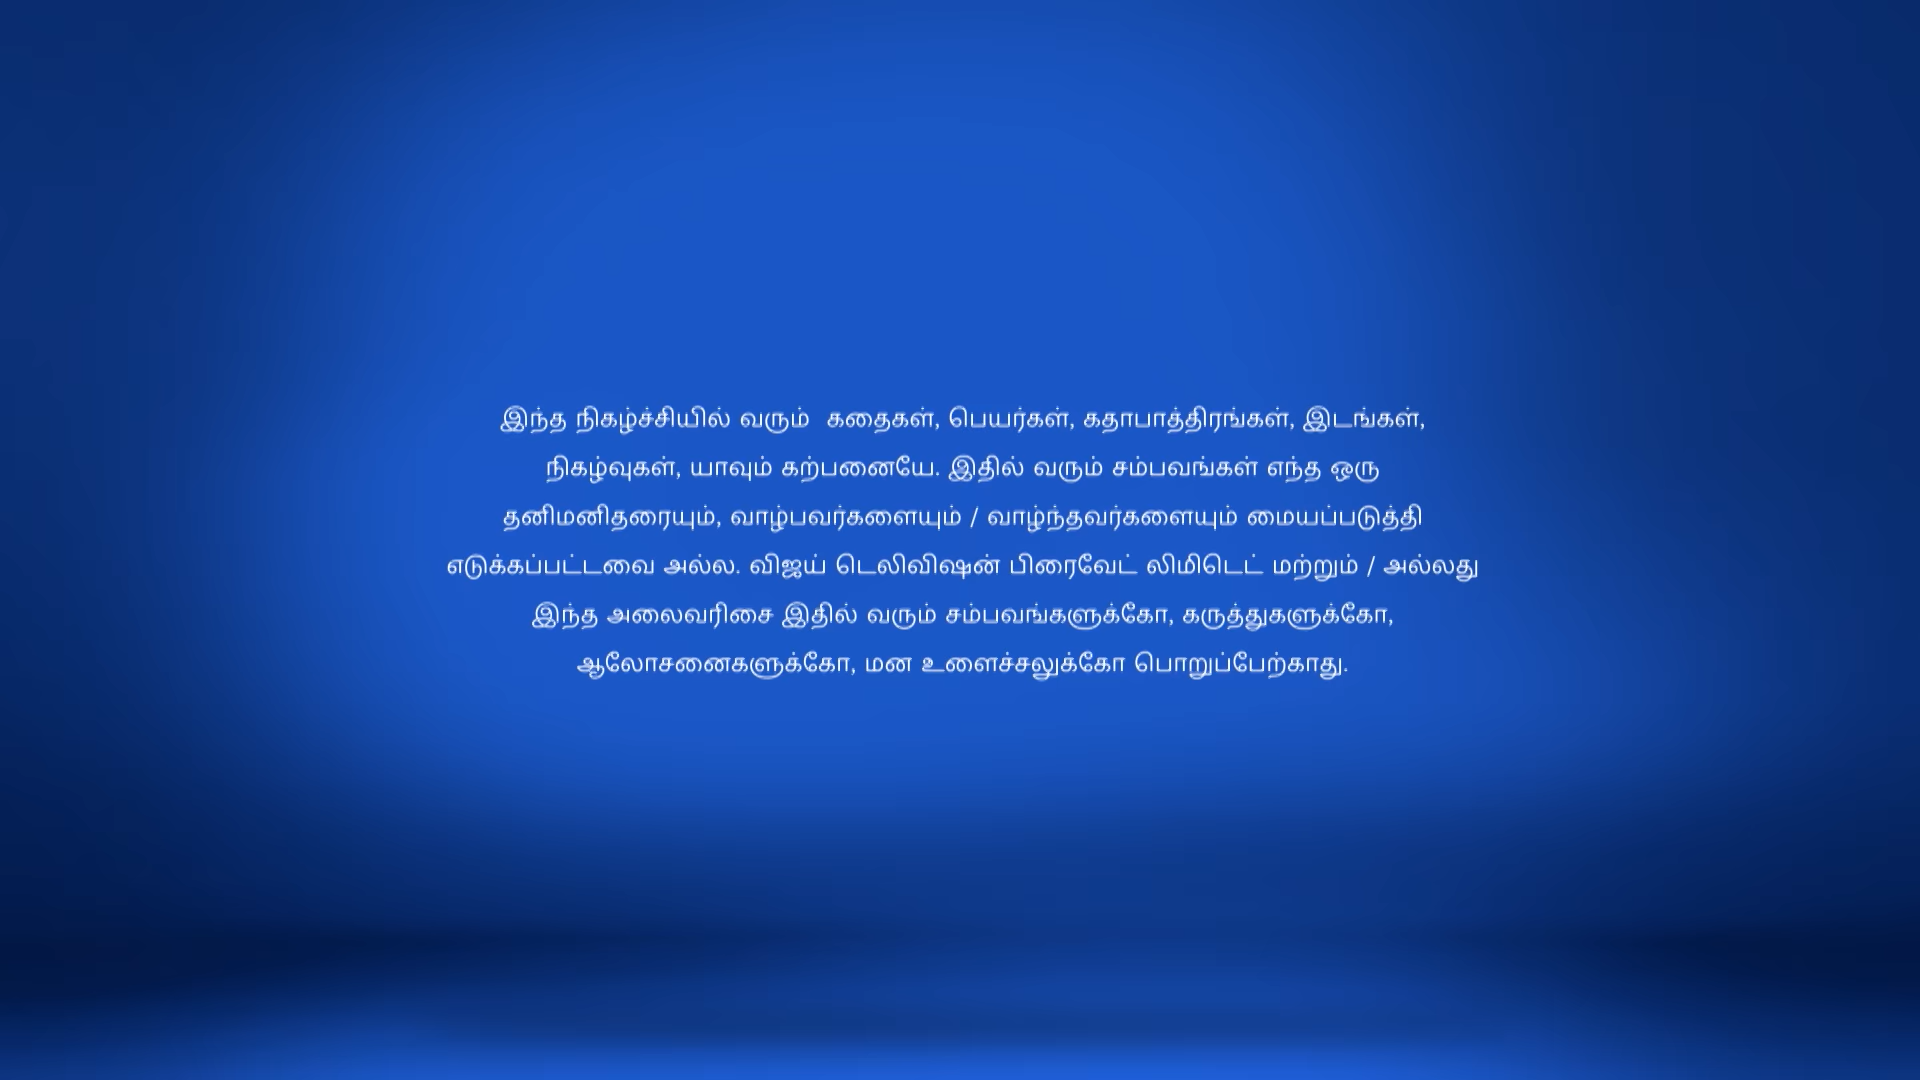 இந்த நிகழ்ச்சியில் வரும் கதைகள், பெயர்கள், கதாபாத்திரங்கள், இடங்கள்,
நிகழ்வுகள், யாவும் கற்பனையே. இதில் வரும் சம்பவங்கள் எந்த ஒரு
தனிமனிதரையும், வாழ்பவர்களையும் / வாழ்ந்தவர்களையும் மையப்படுத்தி
எடுக்கப்பட்டவை அல்ல. விஜய் டெலிவிஷன் பிரைவேட் லிமிடெட் மற்றும் / அல்லது
இந்த அலைவரிசை இதில் வரும் சம்பவங்களுக்கோ, கருத்துகளுக்கோ,
ஆலோசனைகளுக்கோ, மன உளைச்சலுக்கோ பொறுப்பேற்காது.